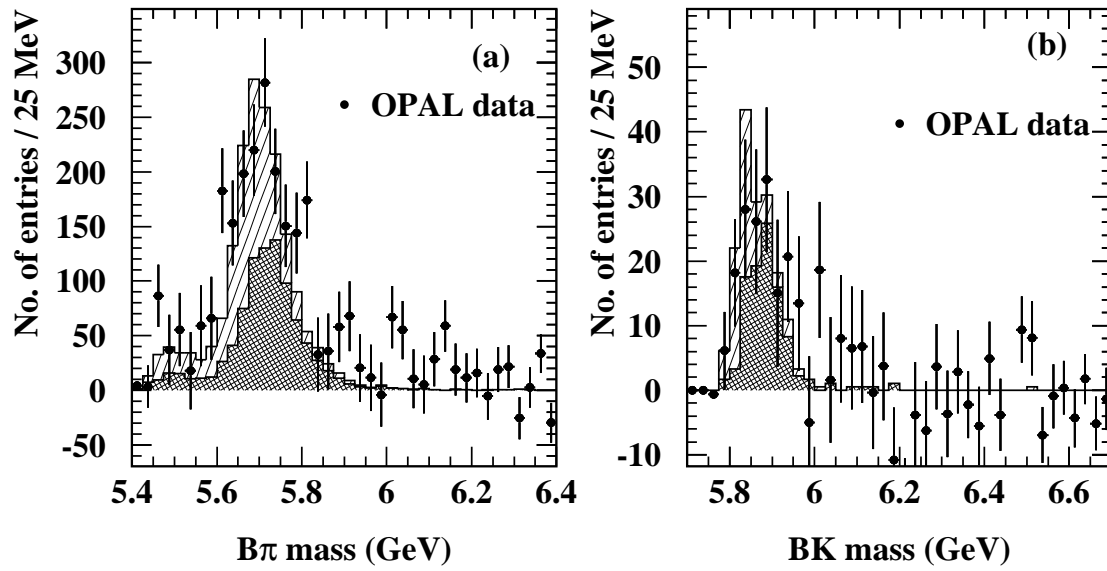 No. of entries / 25 MeV
(a)
OPAL data
300
250
200
150
100
50
0
-50
5.4 5.6 5.8 6 6.2 6.4
Bπ mass (GeV)
No. of entries / 25 MeV
(b)
OPAL data
50
40
30
20
10
0
-10
5.8 6 6.2 6.4 6.6
BK mass (GeV)